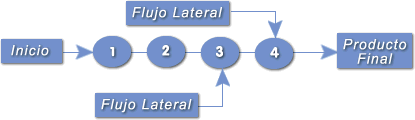 Flujo Lateral
Inicio
1
2
3
4
Producto
Final
Flujo Lateral